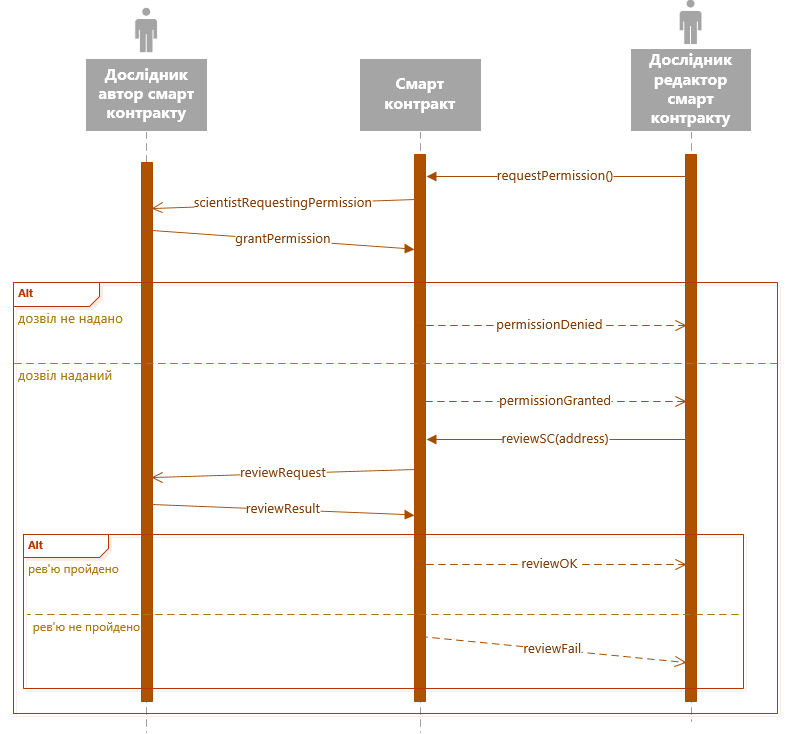 Дослідник
автор смарт
контракту
Смарт
контракт
Дослідник
редактор
смарт
контракту
requestPermission()
scientistRequestingPermission
grantPermission
Alt
дозвіл не надано
permissionDenied
дозвіл наданий
permissionGranted
reviewSC(address)
reviewRequest
reviewResult
Alt
рев'ю пройдено
reviewOK
рев'ю не пройдено
reviewFail